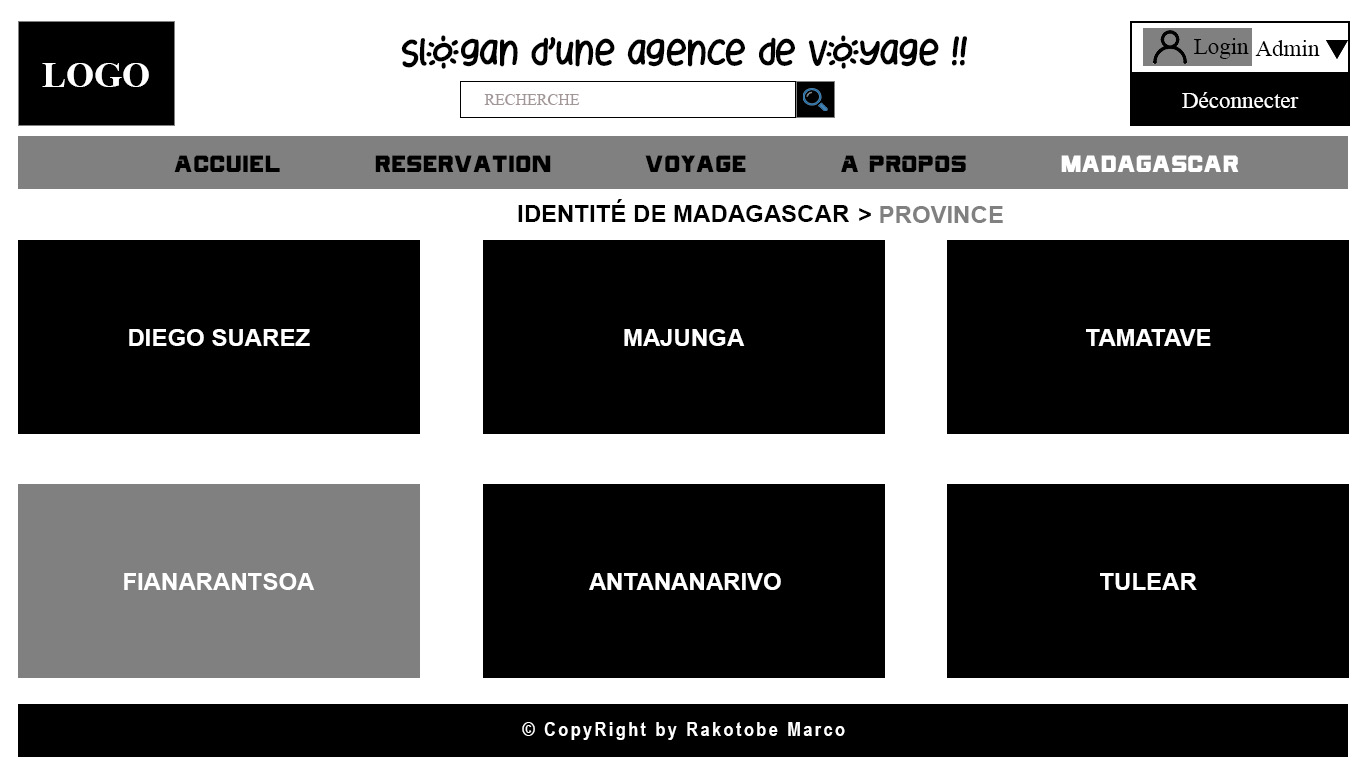 LOGO
slogan d'une agence de voyage !!
RECHERCHE
Login Admin
Déconnecter
ACCUIEL RESERVATION VOYAGE A PROPOS MADAGASCAR
IDENTITÉ DE MADAGASCAR > PROVINCE
DIEGO SUAREZ
MAJUNGA
TAMATAVE
FIANARANTSOA
ANTANANARIVO
TULEAR
© CopyRight by Rakotobe Marco